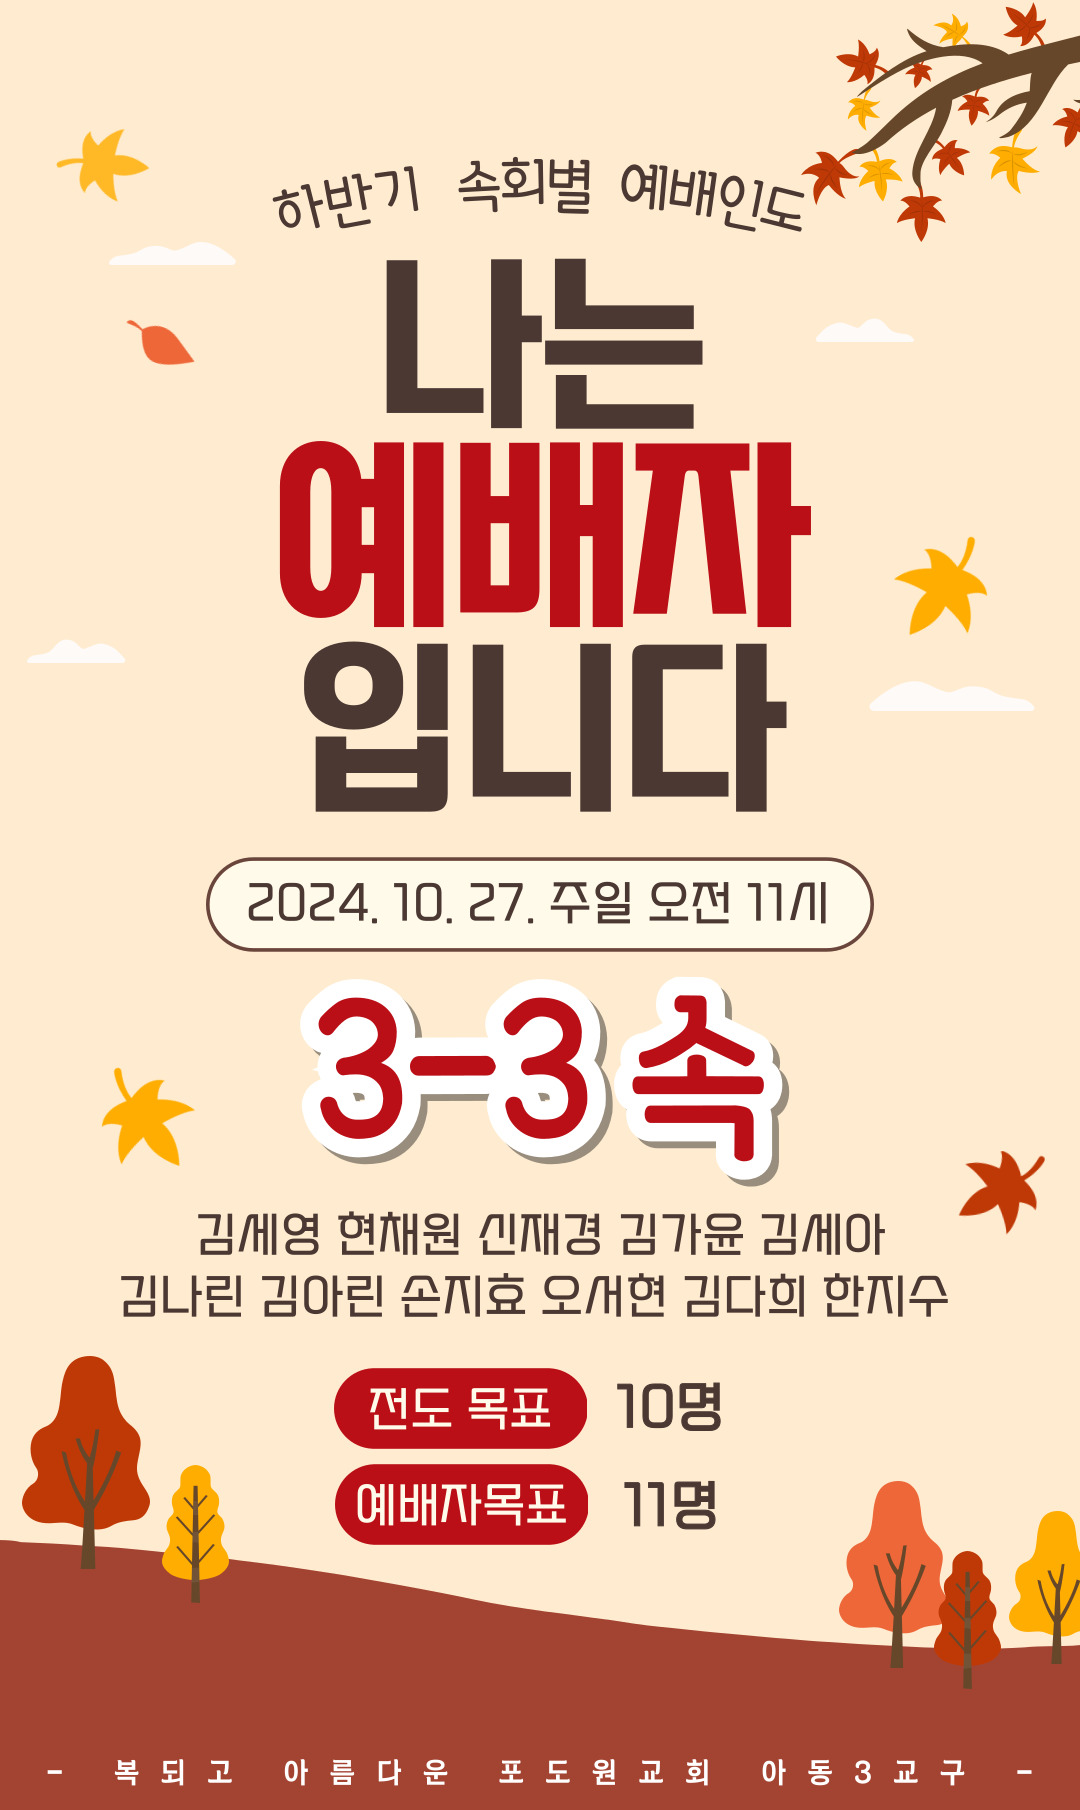 하반기 속회별 예배인도
나는
예배자
입니다
2024. 10. 27. 주일 오전 11시
3-3 속
김세영 현채원 신재경 김가윤 김세아
김나린 김아린 손지효 오새현 김다희 한지수
전도 목표 10명
예배자목표 11명
- 복되고 아름다운 포도원교회 아동3교구 -